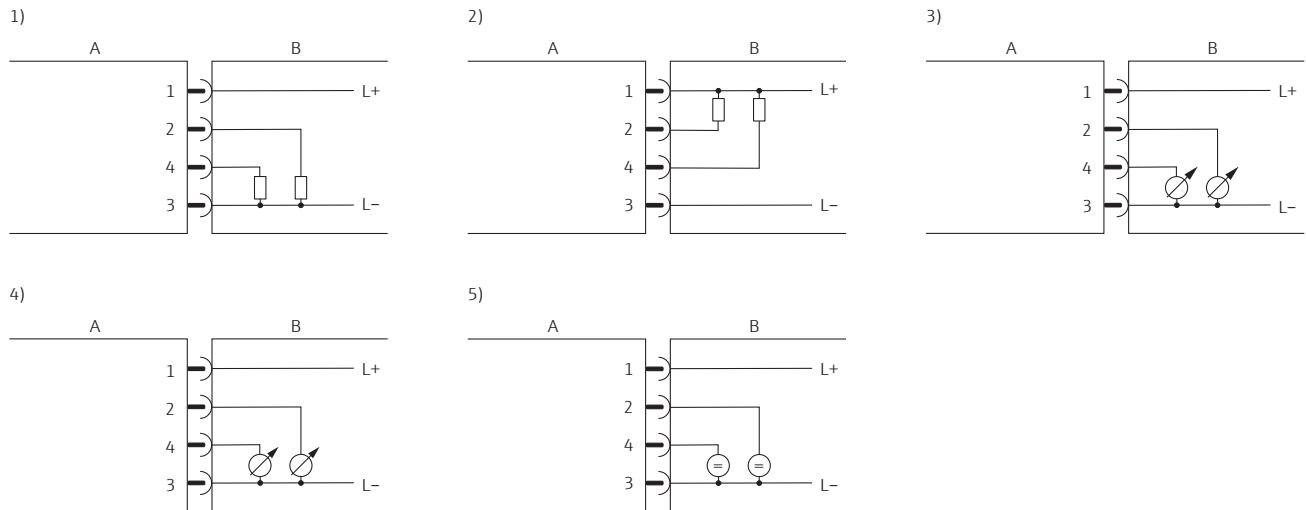 1)
A B
1 L+
2
4
3 L–
2)
A B
1 L+
2
4
3 L–
3)
A B
1 L+
2
4
3 L–
4)
A B
1 L+
2
4
3 L–
5)
A B
1 L+
2
4 = =
3 L–